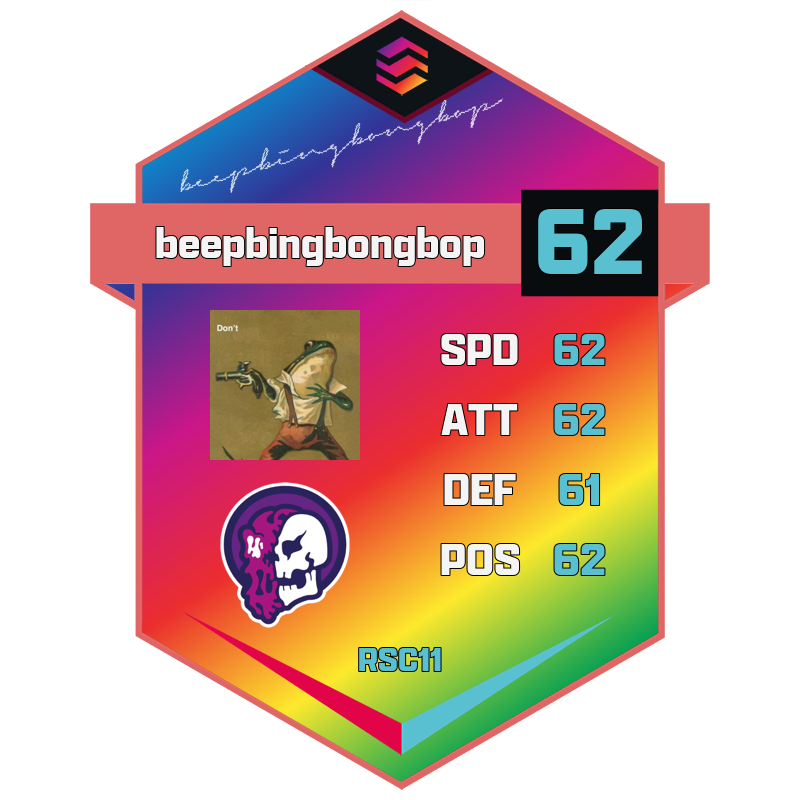 beepbingbongbop
beepbingbongbop 62
Don't
SPD 62
ATT 62
DEF 61
POS 62
RSC11